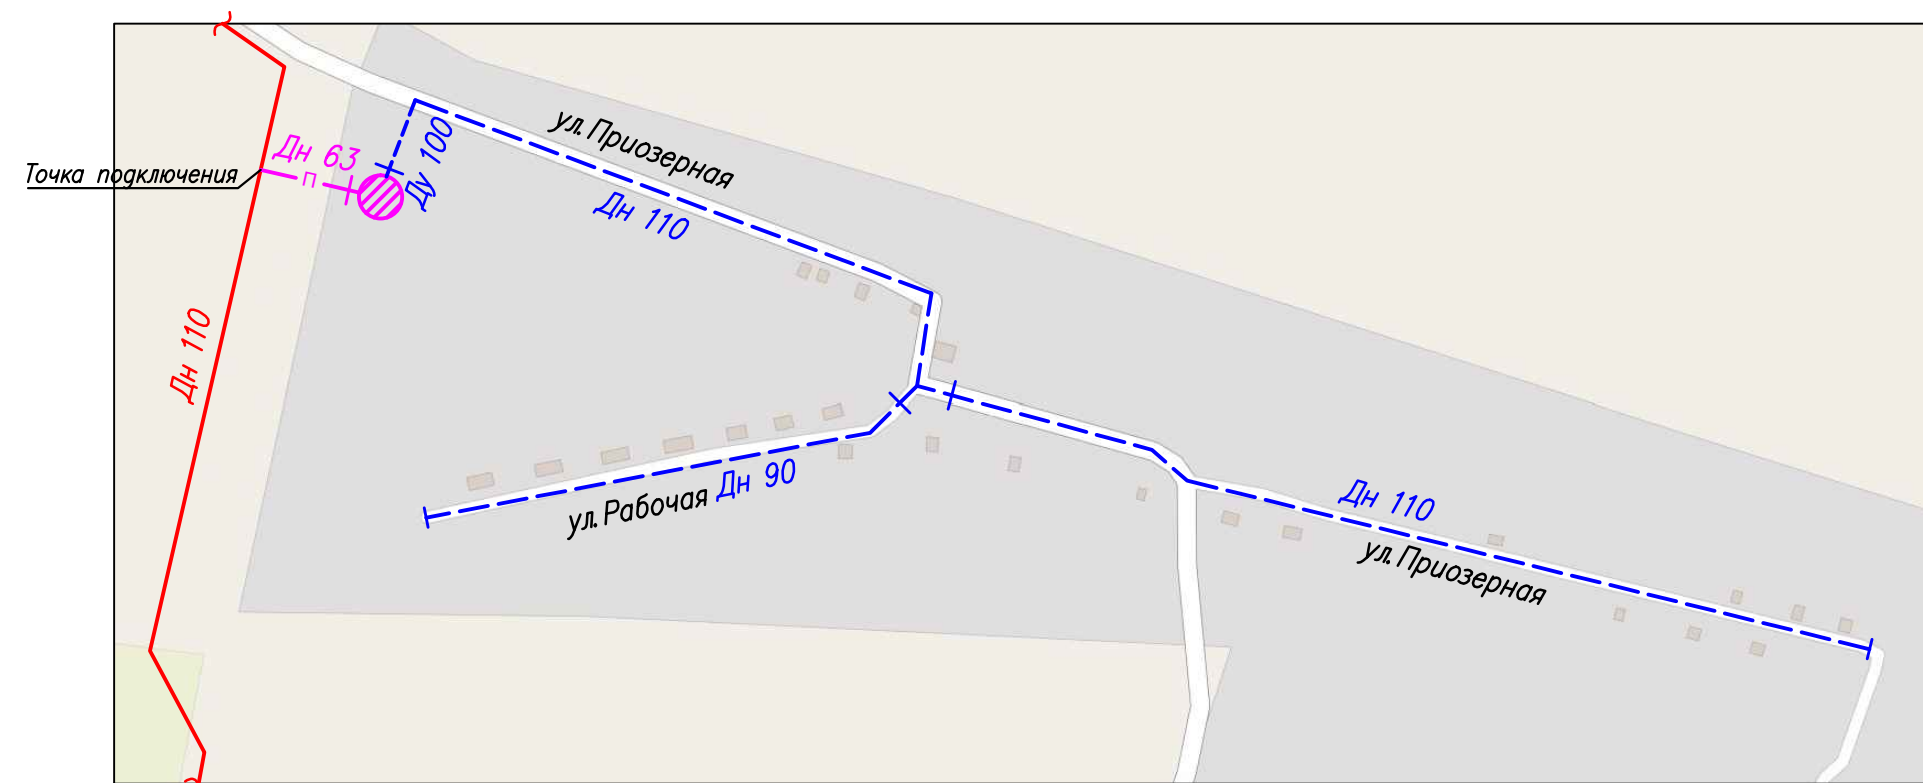 ул. Приозерная
Дн 63
Ду 100
Точка подключения
п
Дн 110
Дн 110
ул. Рабочая
Дн 90
Дн 110
ул. Приозерная